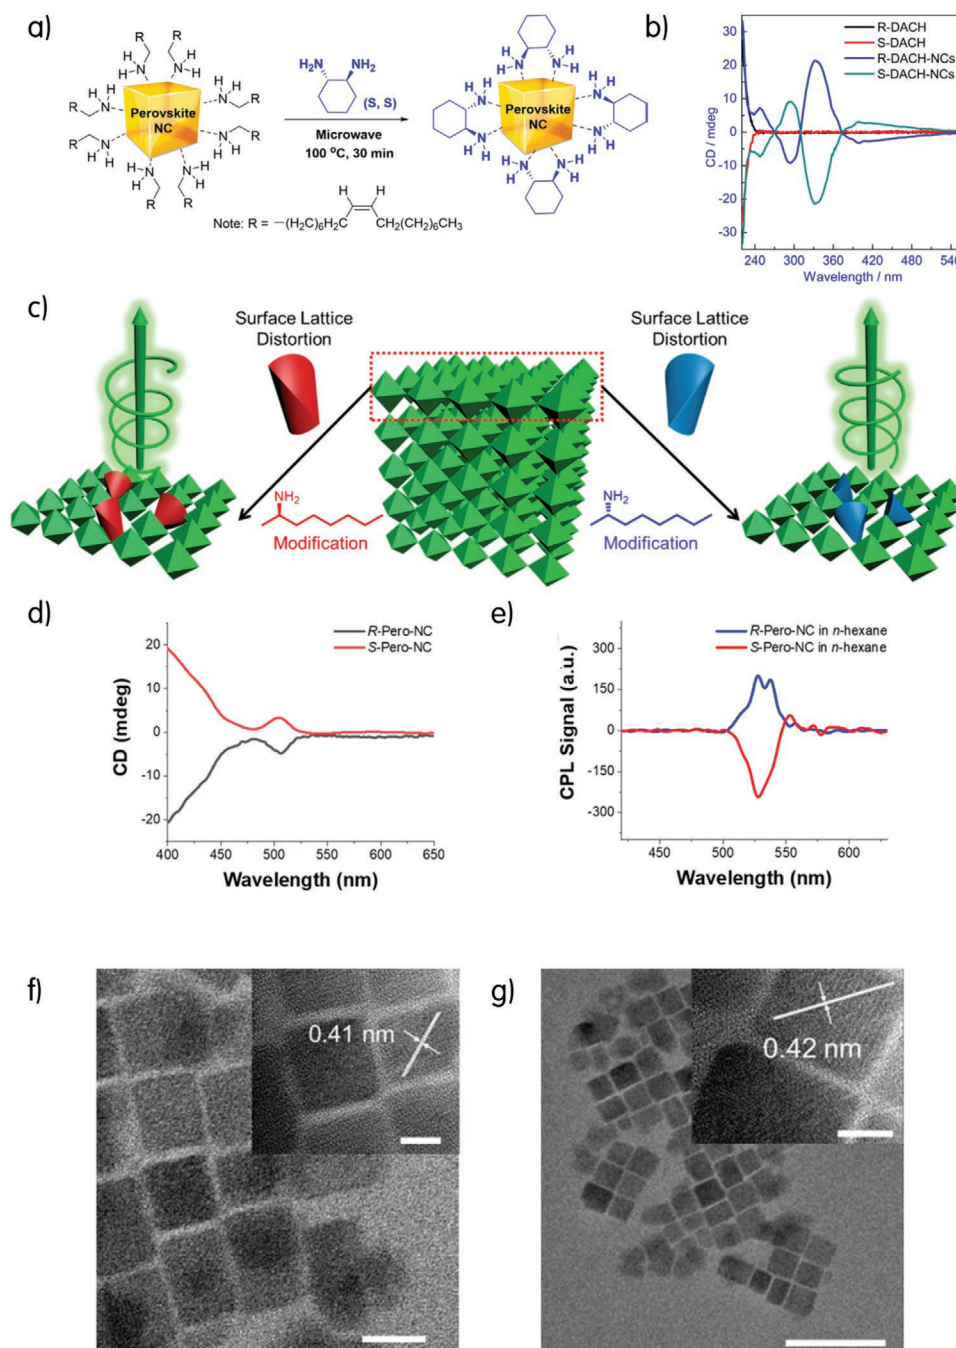 a)
R
R
R
R
R
R
R
R
H
H
N
H
H
N
H
H
N
H
H
N
H
H
N
H
H
N
H
H
N
H
H
N
Perovskite
NC
H₂N
NH₂
(S, S)
Microwave
100 °C, 30 min
Perovskite
NC
H
N
H
H
N
H
H
N
H
H
N
H
H
N
H
H
N
H
H
N
H
H
N
H
H
H
Note: R = —(H₂C)₆H₂C
CH₂(CH₂)₆CH₃
b)
R-DACH
S-DACH
R-DACH-NCs
S-DACH-NCs
CD / mdeg
30
20
10
0
-10
-20
-30
240 300 360 420 480 540
Wavelength / nm
c)
Surface Lattice
Distortion
Surface Lattice
Distortion
NH₂
Modification
NH₂
Modification
d)
R-Pero-NC
S-Pero-NC
CD (mdeg)
20
10
0
-10
-20
400 450 500 550 600 650
Wavelength (nm)
e)
R-Pero-NC in n-hexane
S-Pero-NC in n-hexane
CPL Signal (a.u.)
300
150
0
-150
-300
450 500 550 600
Wavelength (nm)
f)
0.41 nm
g)
0.42 nm